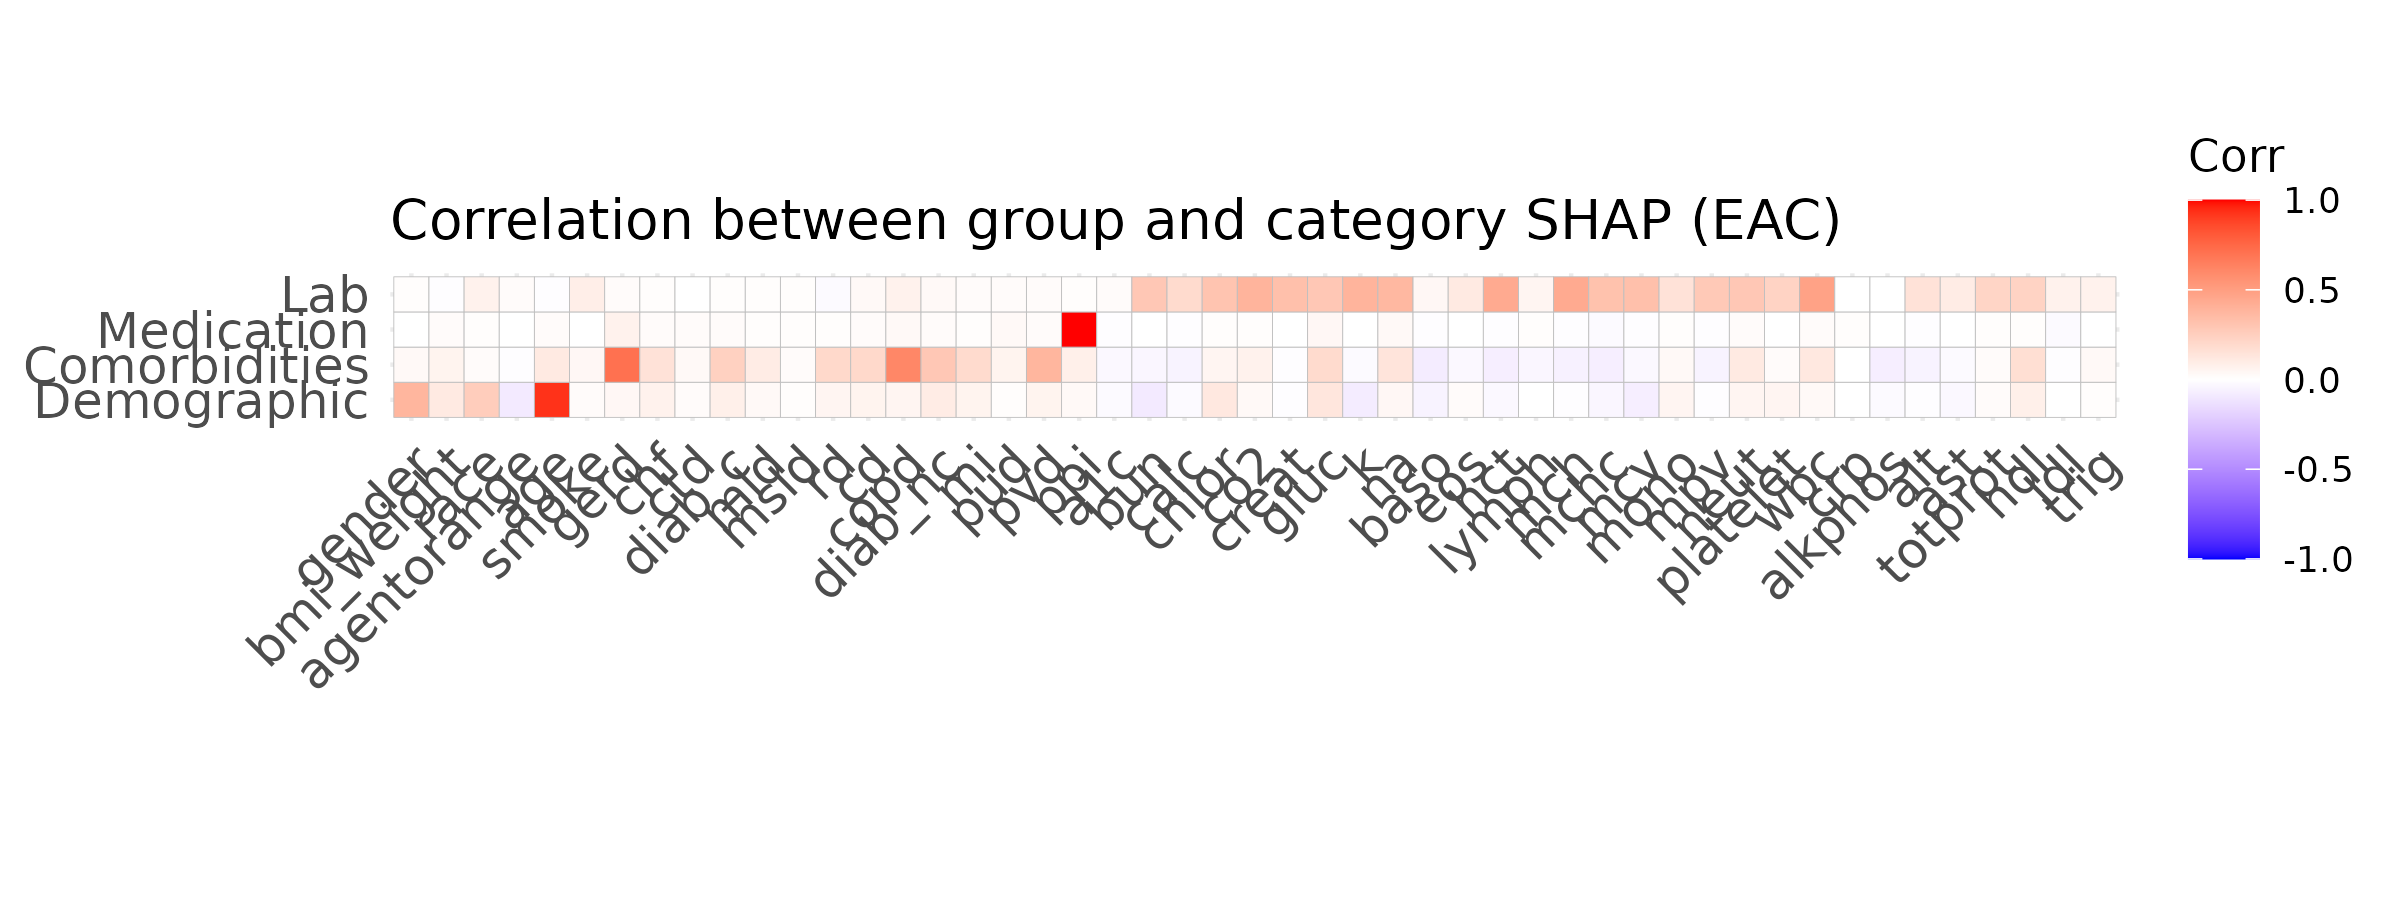 Corr
1.0
0.5
0.0
-0.5
-1.0
Correlation between group and category SHAP (EAC)
Lab
Medication
Comorbidities
Demographic
gender
bmi_weight
race
agentorange
age
smoke
gerd
chf
ctd
diab_c
mld
msld
rd
cd
copd
diab_nc
mi
pud
pvd
ppi
a1c
bun
calc
chlor
co2
creat
gluc
k
na
baso
eos
hct
lymph
mch
mchc
mcv
mono
mpv
neut
platelet
wbc
crp
alkphos
alt
ast
totprot
hdl
ldl
trig